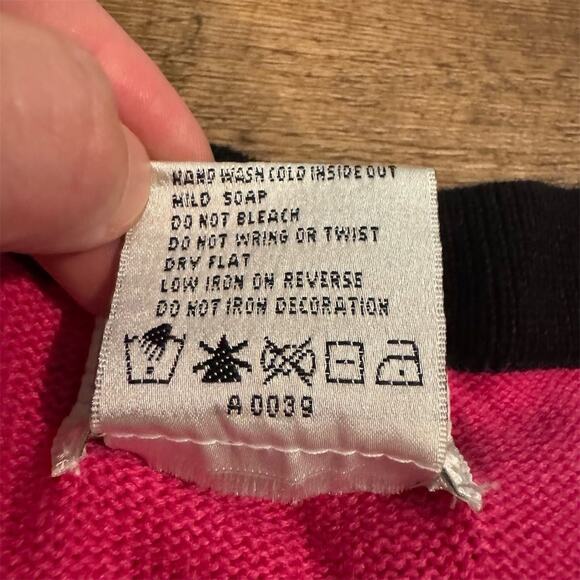 HAND WASH COLD INSIDE OUT
MILD SOAP
DO NOT BLEACH
DO NOT WRING OR TWIST
DRY FLAT
LOW IRON ON REVERSE
DO NOT IRON DECORATION
A0039